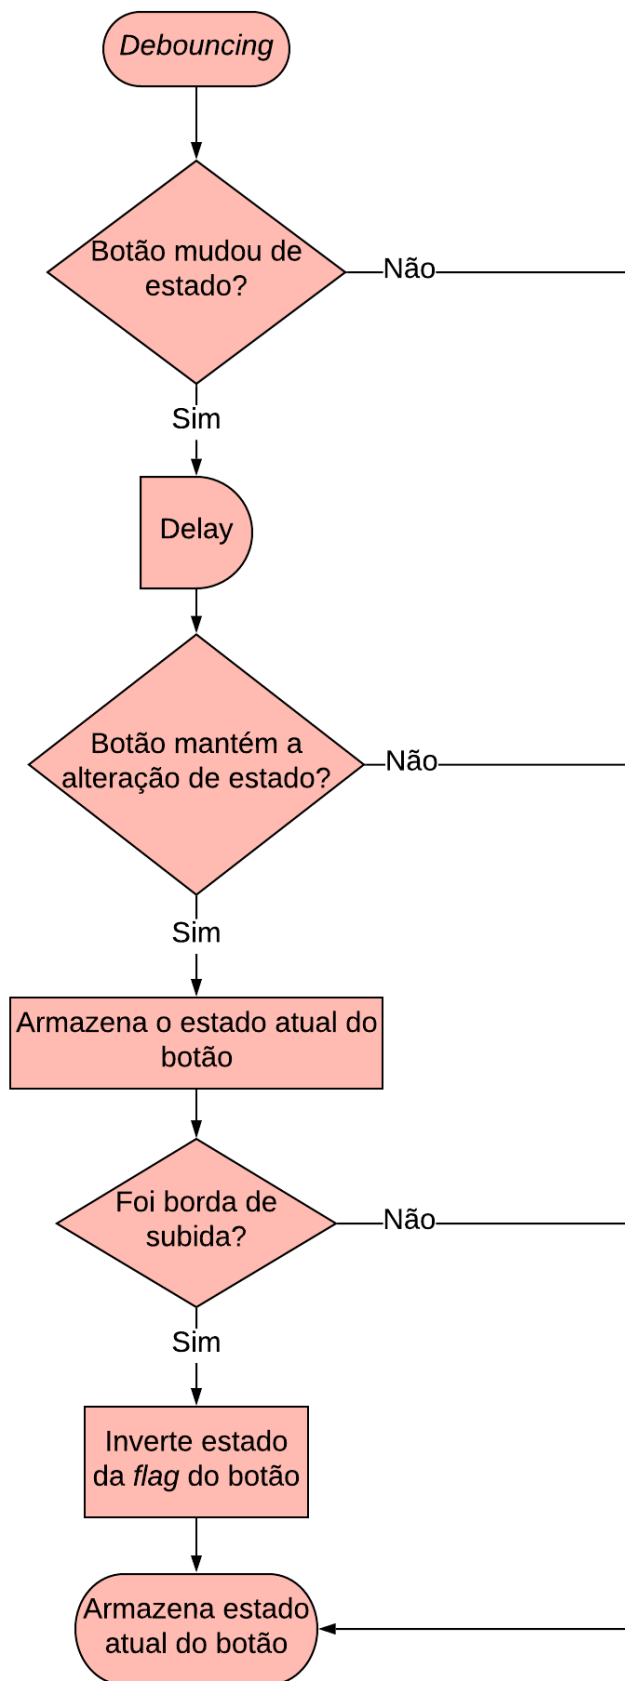 Debouncing
Botão mudou de
estado?
Não
Sim
Delay
Botão mantém a
alteração de estado?
Não
Sim
Armazena o estado atual do
botão
Foi borda de
subida?
Não
Sim
Inverte estado
da flag do botão
Armazena estado
atual do botão